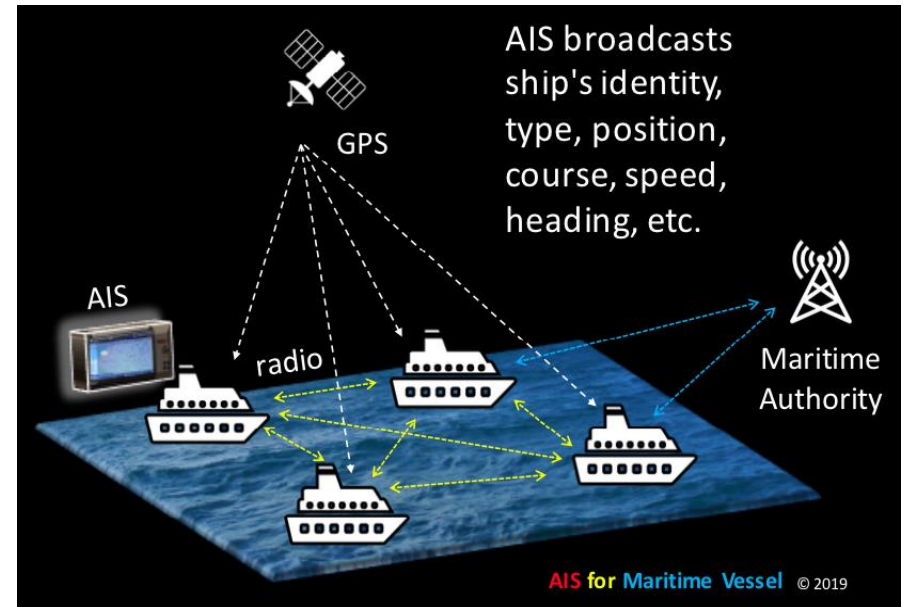 AIS broadcasts
ship's identity,
type, position,
course, speed,
heading, etc.
GPS
AIS
radio
Maritime
Authority
AIS for Maritime Vessel © 2019